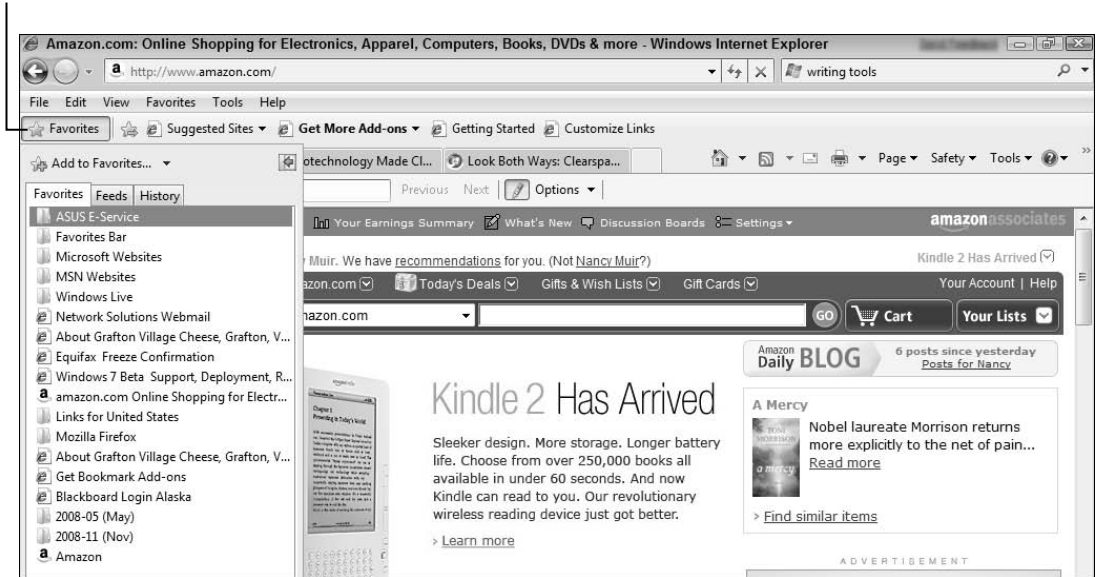 Amazon.com: Online Shopping for Electronics, Apparel, Computers, Books, DVDs & more - Windows Internet Explorer
http://www.amazon.com/
writing tools
File Edit View Favorites Tools Help
Favorites Suggested Sites Get More Add-ons Getting Started Customize Links
Add to Favorites... otechnology Made Cl... Look Both Ways: Clearspa... Page Safety Tools
Previous Next Options
Favorites Feeds History
ASUS E-Service
Favorites Bar
Microsoft Websites
MSN Websites
Windows Live
Network Solutions Webmail
About Grafton Village Cheese, Grafton, V...
Equifax Freeze Confirmation
Windows 7 Beta Support, Deployment, R...
amazon.com Online Shopping for Electr...
Links for United States
Mozilla Firefox
About Grafton Village Cheese, Grafton, V...
Get Bookmark Add-ons
Blackboard Login Alaska
2008-05 (May)
2008-11 (Nov)
Amazon
Your Earnings Summary What's New Discussion Boards Settings
amazonassociates
Muir. We have recommendations for you. (Not Nancy Muir?)
Kindle 2 Has Arrived
azon.com Today's Deals Gifts & Wish Lists Gift Cards Your Account | Help
nazon.com GO Cart Your Lists
Amazon Daily BLOG
6 posts since yesterday
Posts for Nancy
Kindle 2 Has Arrived
Sleeker design. More storage. Longer battery
life. Choose from over 250,000 books all
available in under 60 seconds. And now
Kindle can read to you. Our revolutionary
wireless reading device just got better.
› Learn more
A Mercy
TONI
MORRISON
a mercy
Nobel laureate Morrison returns
more explicitly to the net of pain...
Read more
› Find similar items
ADVERTISEMENT